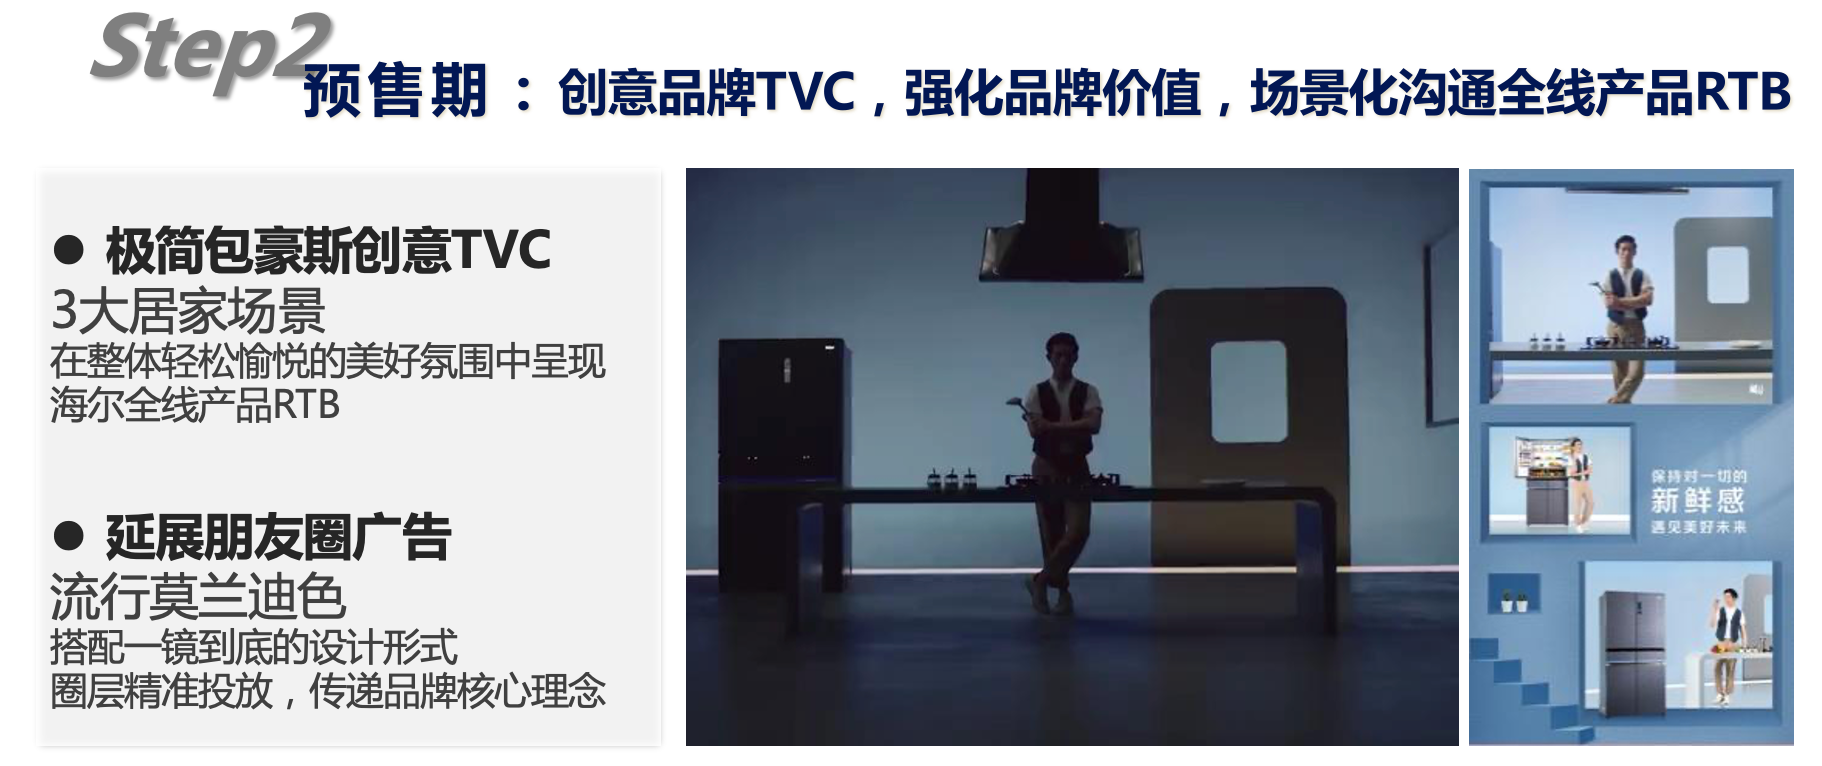 Step2
预售期：创意品牌TVC，强化品牌价值，场景化沟通全线产品RTB
● 极简包豪斯创意TVC
3大居家场景
在整体轻松愉悦的美好氛围中呈现
海尔全线产品RTB
● 延展朋友圈广告
流行莫兰迪色
搭配一镜到底的设计形式
圈层精准投放，传递品牌核心理念
保持对一切的
新鲜感
遇见美好未来